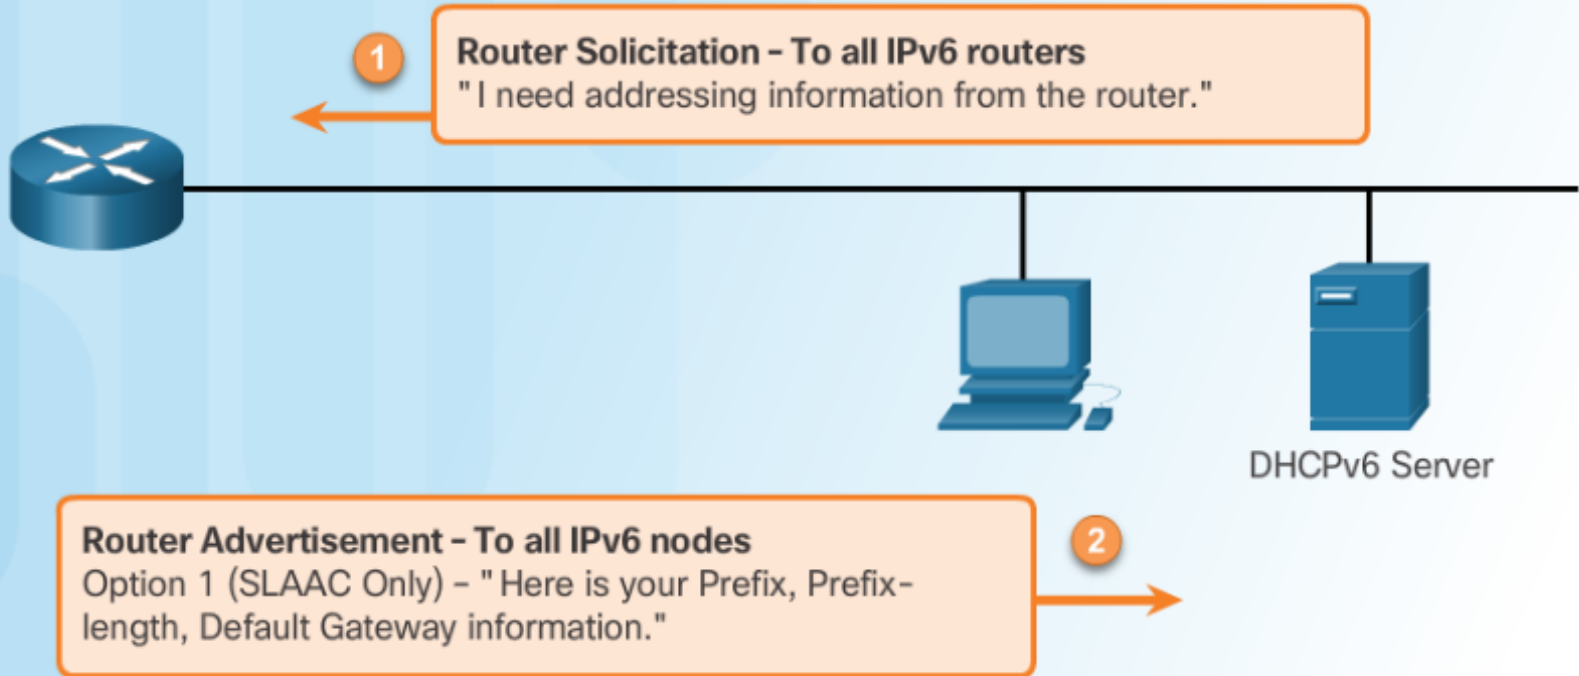 1
Router Solicitation - To all IPv6 routers
"I need addressing information from the router."
DHCPv6 Server
Router Advertisement - To all IPv6 nodes
Option 1 (SLAAC Only) - "Here is your Prefix, Prefix-
length, Default Gateway information."
2